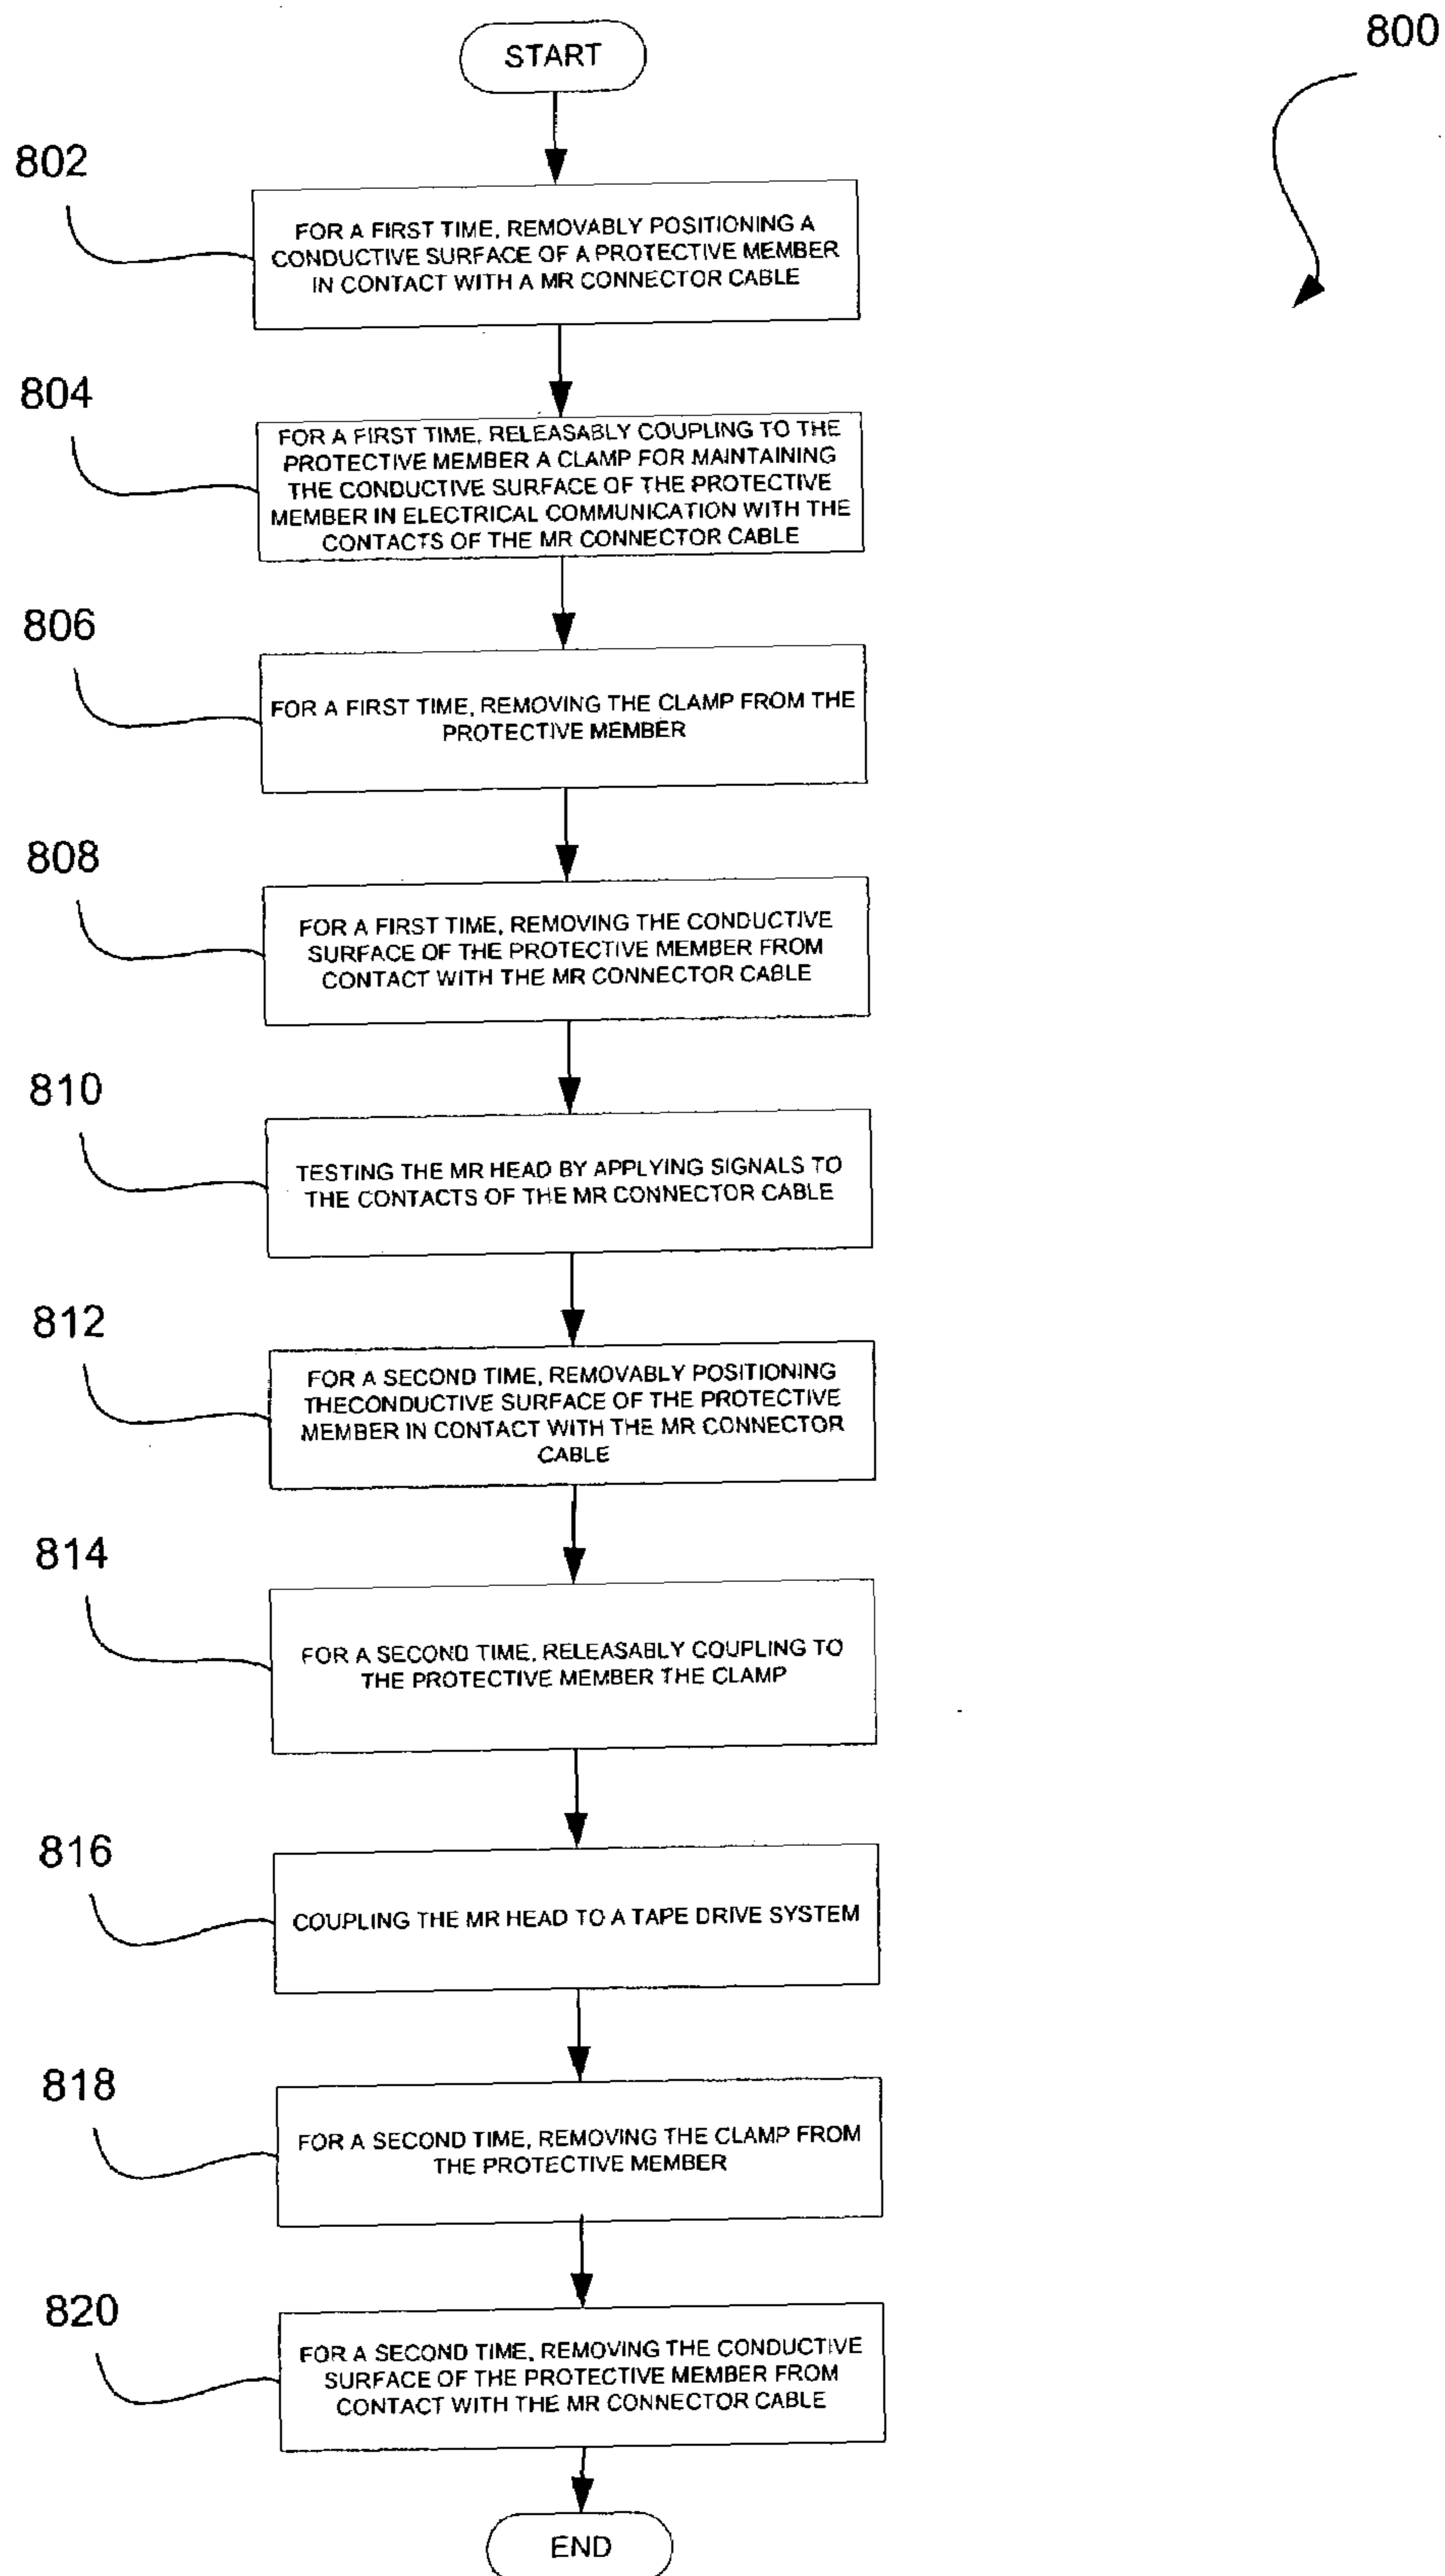 800
START
802
FOR A FIRST TIME, REMOVABLY POSITIONING A
CONDUCTIVE SURFACE OF A PROTECTIVE MEMBER
IN CONTACT WITH A MR CONNECTOR CABLE
804
FOR A FIRST TIME, RELEASABLY COUPLING TO THE
PROTECTIVE MEMBER A CLAMP FOR MAINTAINING
THE CONDUCTIVE SURFACE OF THE PROTECTIVE
MEMBER IN ELECTRICAL COMMUNICATION WITH THE
CONTACTS OF THE MR CONNECTOR CABLE
806
FOR A FIRST TIME, REMOVING THE CLAMP FROM THE
PROTECTIVE MEMBER
808
FOR A FIRST TIME, REMOVING THE CONDUCTIVE
SURFACE OF THE PROTECTIVE MEMBER FROM
CONTACT WITH THE MR CONNECTOR CABLE
810
TESTING THE MR HEAD BY APPLYING SIGNALS TO
THE CONTACTS OF THE MR CONNECTOR CABLE
812
FOR A SECOND TIME, REMOVABLY POSITIONING
THECONDUCTIVE SURFACE OF THE PROTECTIVE
MEMBER IN CONTACT WITH THE MR CONNECTOR
CABLE
814
FOR A SECOND TIME, RELEASABLY COUPLING TO
THE PROTECTIVE MEMBER THE CLAMP
816
COUPLING THE MR HEAD TO A TAPE DRIVE SYSTEM
818
FOR A SECOND TIME, REMOVING THE CLAMP FROM
THE PROTECTIVE MEMBER
820
FOR A SECOND TIME, REMOVING THE CONDUCTIVE
SURFACE OF THE PROTECTIVE MEMBER FROM
CONTACT WITH THE MR CONNECTOR CABLE
END